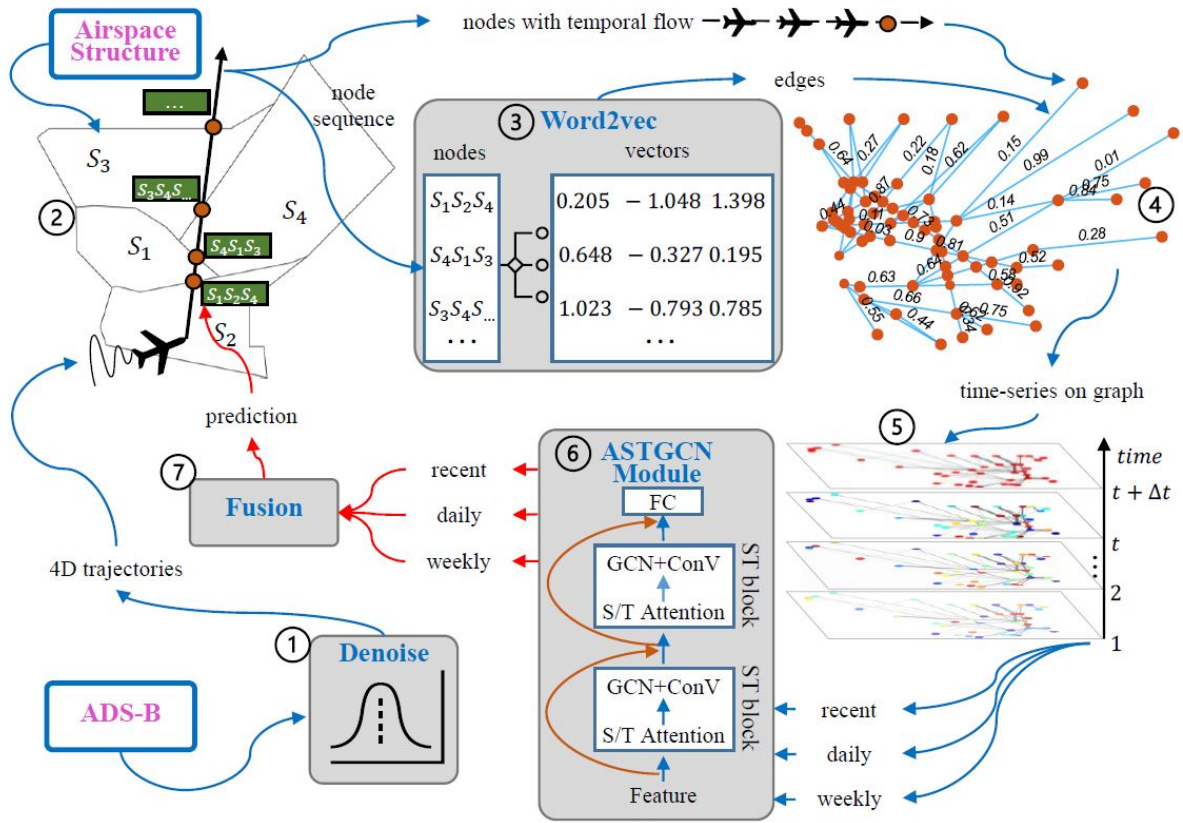 Airspace
Structure
nodes with temporal flow
edges
node
sequence
...
S3
S3S4S...
S4
②
S1
S4S1S3
S1S2S4
S2
③ Word2vec
nodes vectors
S1S2S4 0.205 − 1.048 1.398
S4S1S3 0.648 − 0.327 0.195
S3S4S... 1.023 − 0.793 0.785
... ...
0.64
0.27
0.22
0.18
0.62
0.15
0.99
0.01
0.75
0.84
④
0.87
0.44
0.11
0.03
0.73
0.9
0.14
0.51
0.81
0.28
0.52
0.64
0.58
0.92
0.63
0.66
0.55
0.44
0.75
time-series on graph
⑤
time
t + Δt
t
⋮
2
1
prediction
⑦
Fusion
recent
daily
weekly
⑥ ASTGCN
Module
FC
GCN+ConV
S/T Attention
ST block
GCN+ConV
S/T Attention
ST block
Feature
recent
daily
weekly
4D trajectories
① Denoise
ADS-B